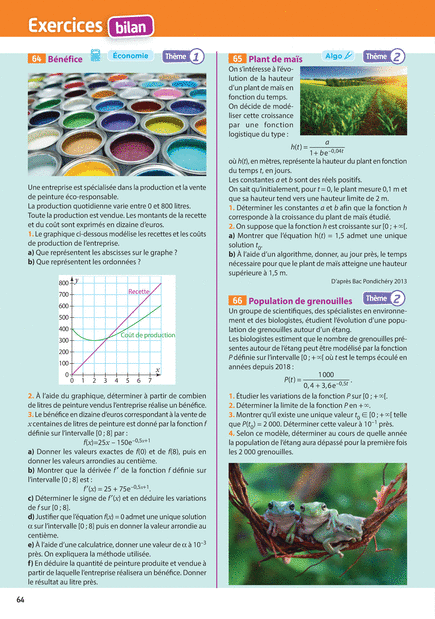 Exercices bilan
64 Bénéfice
Économie
Thème 1
Une entreprise est spécialisée dans la production et la vente
de peinture éco-responsable.
La production quotidienne varie entre 0 et 800 litres.
Toute la production est vendue. Les montants de la recette
et du coût sont exprimés en dizaine d'euros.
1. Le graphique ci-dessous modélise les recettes et les coûts
de production de l'entreprise.
a) Que représentent les abscisses sur le graphe ?
b) Que représentent les ordonnées ?
800
700
600
500
400
300
200
100
0
y
Recette
Coût de production
x
0 1 2 3 4 5 6 7
2. À l'aide du graphique, déterminer à partir de combien
de litres de peinture vendus l'entreprise réalise un bénéfice.
3. Le bénéfice en dizaine d'euros correspondant à la vente de
x centaines de litres de peinture est donné par la fonction f
définie sur l'intervalle [0 ; 8] par :
f(x)=25x – 150e^–0,5x+1
a) Donner les valeurs exactes de f(0) et de f(8), puis en
donner les valeurs arrondies au centième.
b) Montrer que la dérivée f′ de la fonction f définie sur
l'intervalle [0 ; 8] est :
f′(x) = 25 + 75e^–0,5x+1.
c) Déterminer le signe de f′(x) et en déduire les variations
de f sur [0 ; 8].
d) Justifier que l'équation f(x) = 0 admet une unique solution
α sur l'intervalle [0 ; 8] puis en donner la valeur arrondie au
centième.
e) À l'aide d'une calculatrice, donner une valeur de α à 10^–3
près. On expliquera la méthode utilisée.
f) En déduire la quantité de peinture produite et vendue à
partir de laquelle l'entreprise réalisera un bénéfice. Donner
le résultat au litre près.
65 Plant de maïs
Algo
Thème 2
On s'intéresse à l'évo-
lution de la hauteur
d'un plant de maïs en
fonction du temps.
On décide de modé-
liser cette croissance
par une fonction
logistique du type :
h(t) = a / (1 + be^–0,04t)
où h(t), en mètres, représente la hauteur du plant en fonction
du temps t, en jours.
Les constantes a et b sont des réels positifs.
On sait qu'initialement, pour t = 0, le plant mesure 0,1 m et
que sa hauteur tend vers une hauteur limite de 2 m.
1. Déterminer les constantes a et b afin que la fonction h
corresponde à la croissance du plant de maïs étudié.
2. On suppose que la fonction h est croissante sur [0 ; +∞[.
a) Montrer que l'équation h(t) = 1,5 admet une unique
solution t₀.
b) À l'aide d'un algorithme, donner, au jour près, le temps
nécessaire pour que le plant de maïs atteigne une hauteur
supérieure à 1,5 m.
D'après Bac Pondichéry 2013
66 Population de grenouilles
Thème 2
Un groupe de scientifiques, des spécialistes en environne-
ment et des biologistes, étudient l'évolution d'une popu-
lation de grenouilles autour d'un étang.
Les biologistes estiment que le nombre de grenouilles pré-
sentes autour de l'étang peut être modélisé par la fonction
P définie sur l'intervalle [0 ; +∞[ où t est le temps écoulé en
années depuis 2018 :
P(t) = 1 000 / (0,4 + 3,6e^–0,5t).
1. Étudier les variations de la fonction P sur [0 ; +∞[.
2. Déterminer la limite de la fonction P en + ∞.
3. Montrer qu'il existe une unique valeur t₀ ∈ [0 ; +∞[ telle
que P(t₀) = 2 000. Déterminer cette valeur à 10^–1 près.
4. Selon ce modèle, déterminer au cours de quelle année
la population de l'étang aura dépassé pour la première fois
les 2 000 grenouilles.
64